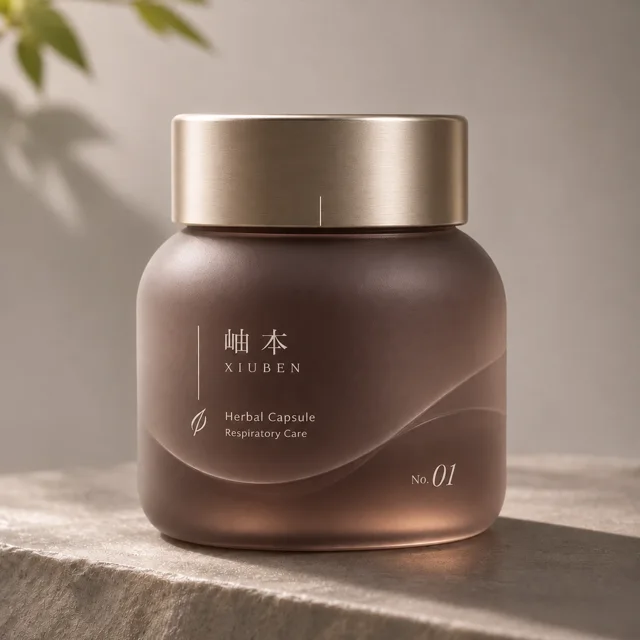 岫本
XIUBEN
Herbal Capsule
Respiratory Care
No. 01